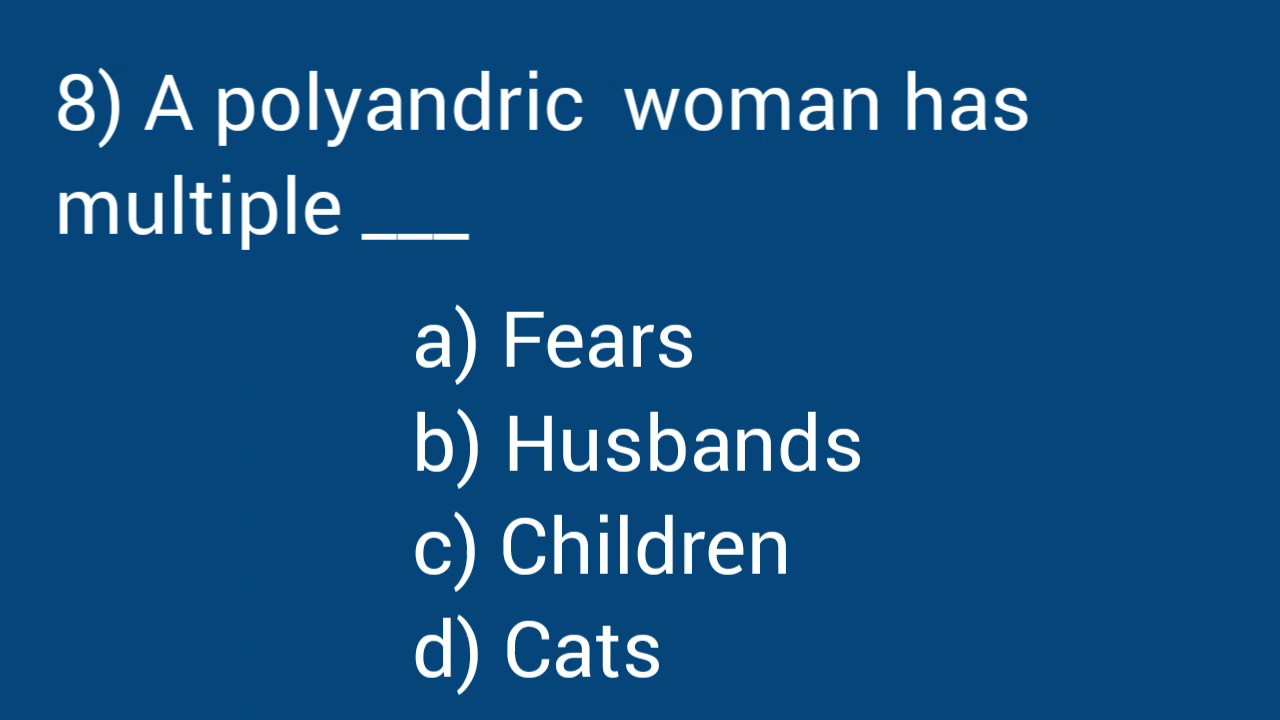 8) A polyandric woman has
multiple ___
a) Fears
b) Husbands
c) Children
d) Cats